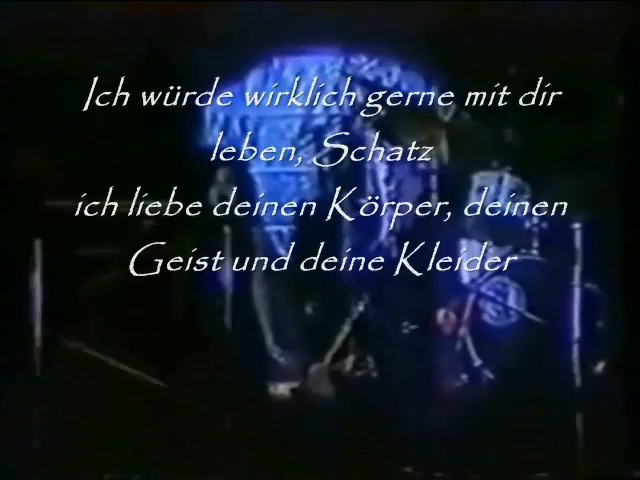 Ich würde wirklich gerne mit dir
leben, Schatz
ich liebe deinen Körper, deinen
Geist und deine Kleider